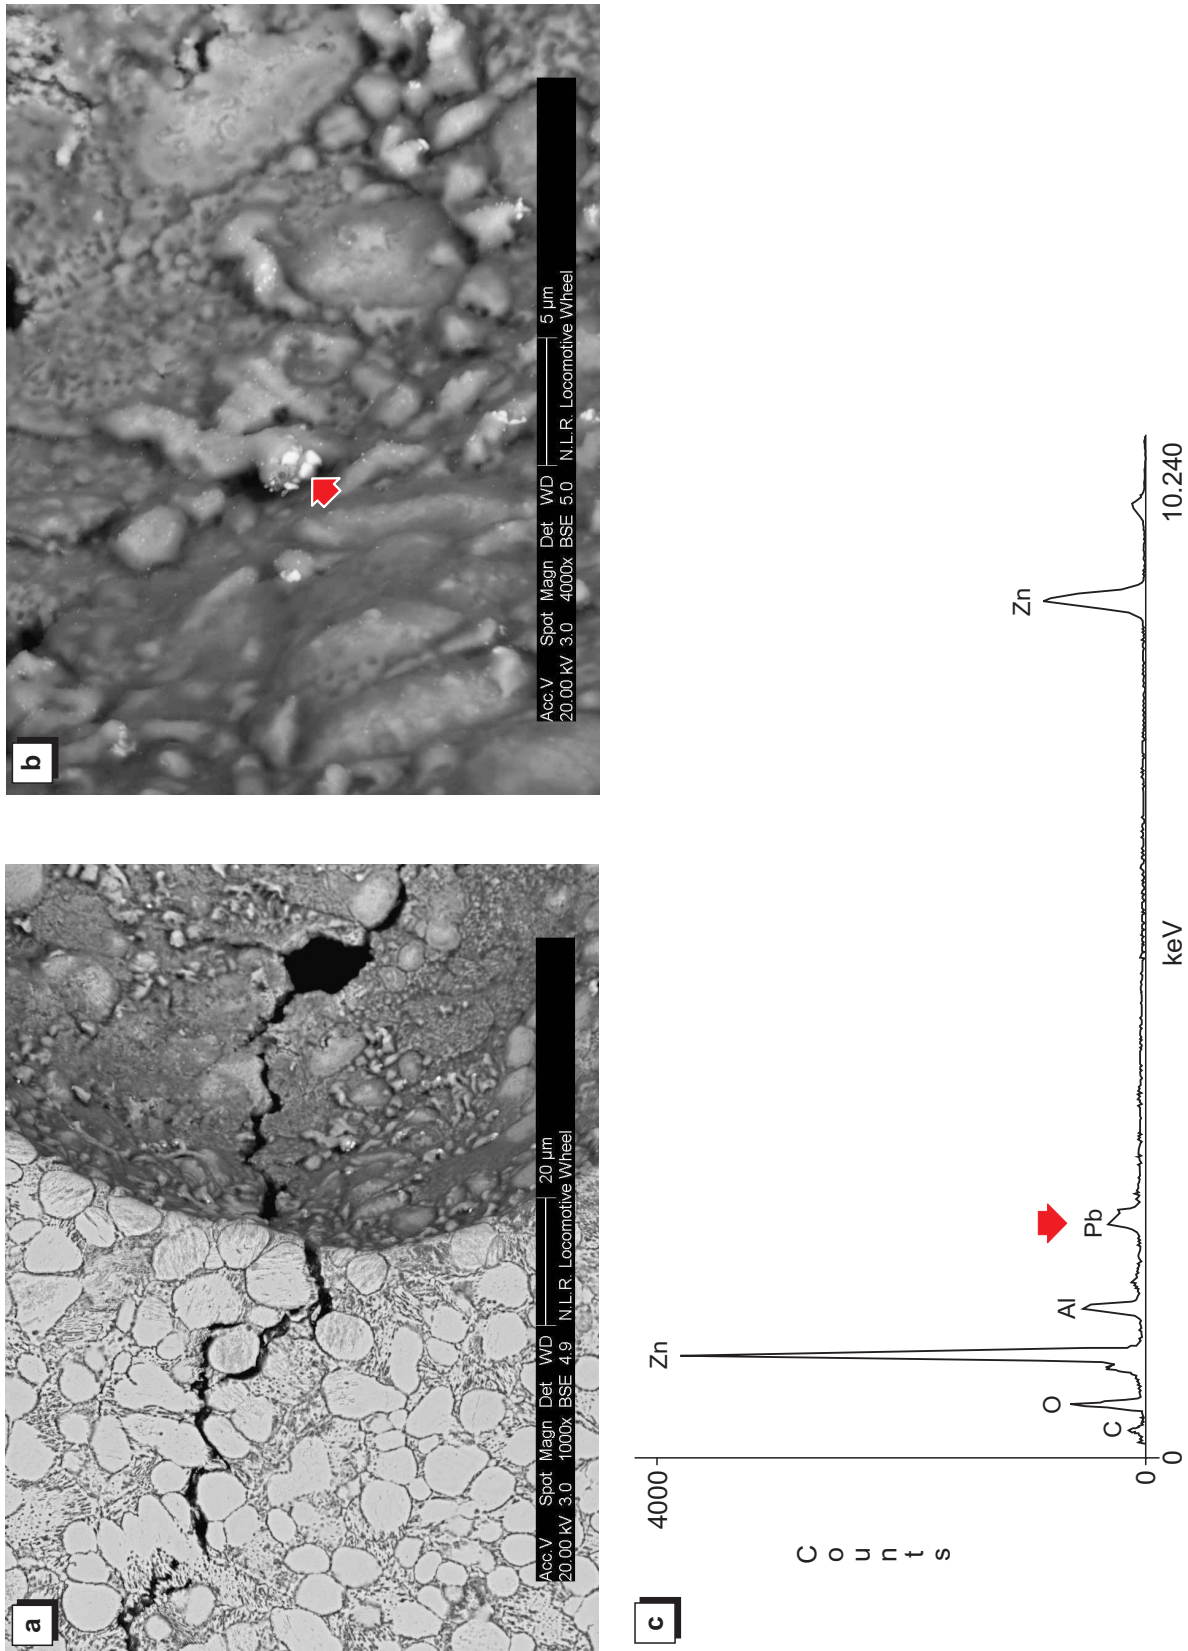 a
Acc.V Spot Magn Det WD 20 µm
20.00 kV 3.0 1000x BSE 4.9 N.L.R. Locomotive Wheel
b
Acc.V Spot Magn Det WD 5 µm
20.00 kV 3.0 4000x BSE 5.0 N.L.R. Locomotive Wheel
c
Counts
4000
0
0
keV
10.240
C
O
Zn
Al
Pb
Zn